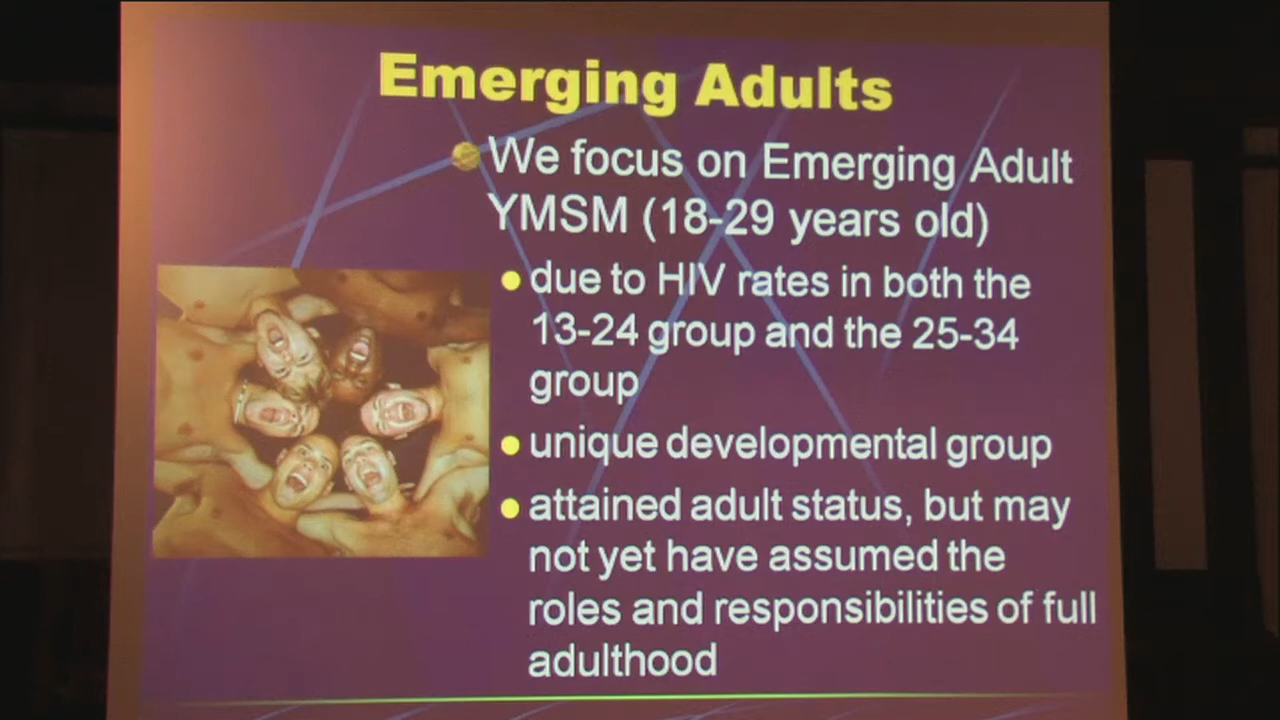 Emerging Adults
We focus on Emerging Adult
YMSM (18-29 years old)
due to HIV rates in both the
13-24 group and the 25-34
group
unique developmental group
attained adult status, but may
not yet have assumed the
roles and responsibilities of full
adulthood